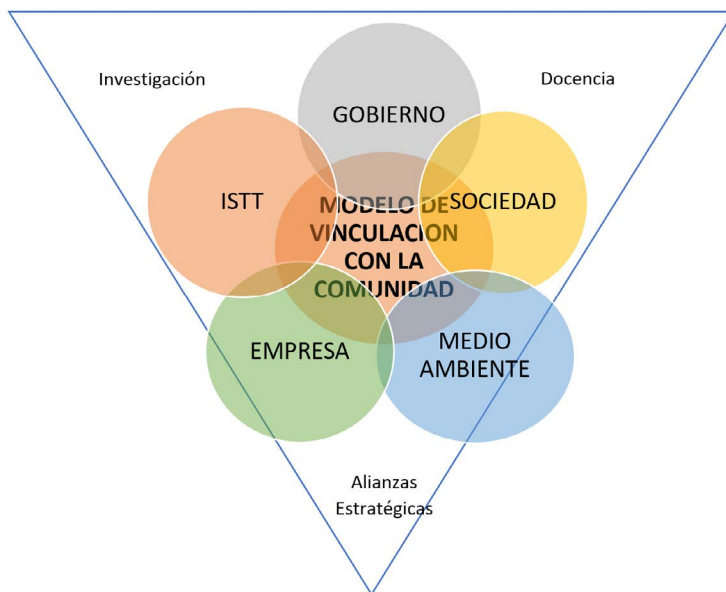 Investigación
Docencia
GOBIERNO
ISTT
SOCIEDAD
MODELO DE
VINCULACION
CON LA
COMUNIDAD
EMPRESA
MEDIO
AMBIENTE
Alianzas
Estratégicas